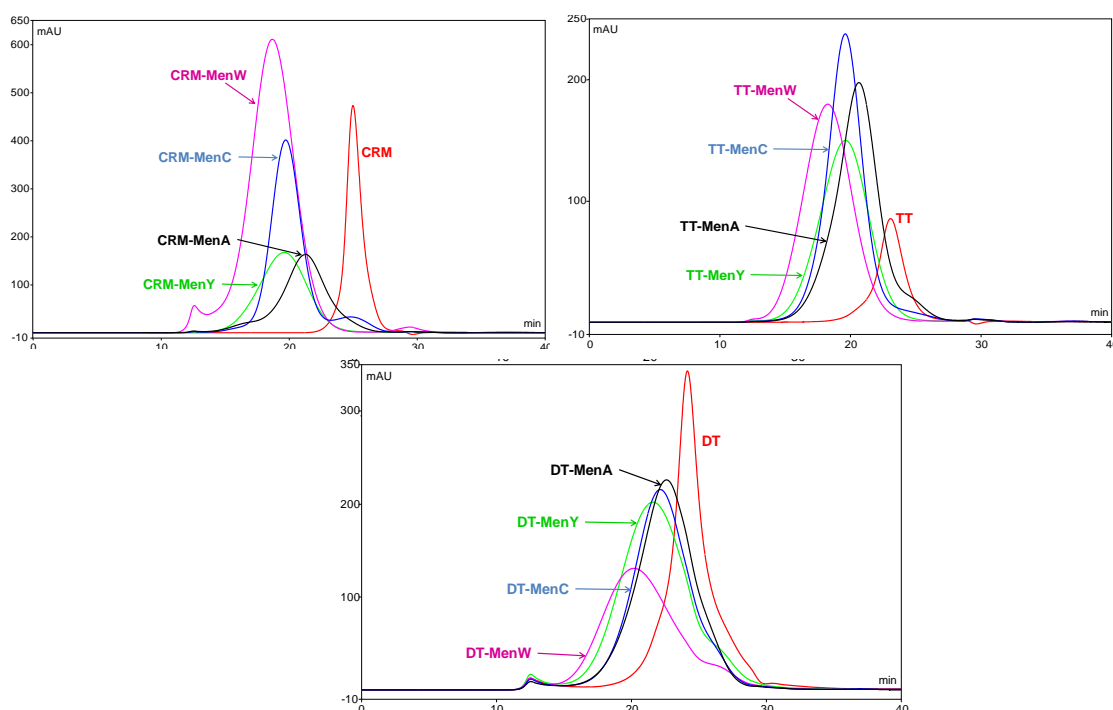 650
mAU
600
CRM-MenW
400
CRM-MenC
CRM
300
CRM-MenA
200
CRM-MenY
100
min
-10
0
10
20
30
40
250
mAU
200
TT-MenW
TT-MenC
100
TT-MenA
TT
TT-MenY
min
-10
0
10
20
30
40
350
mAU
300
DT
DT-MenA
200
DT-MenY
DT-MenC
100
DT-MenW
min
-10
0
10
20
30
40